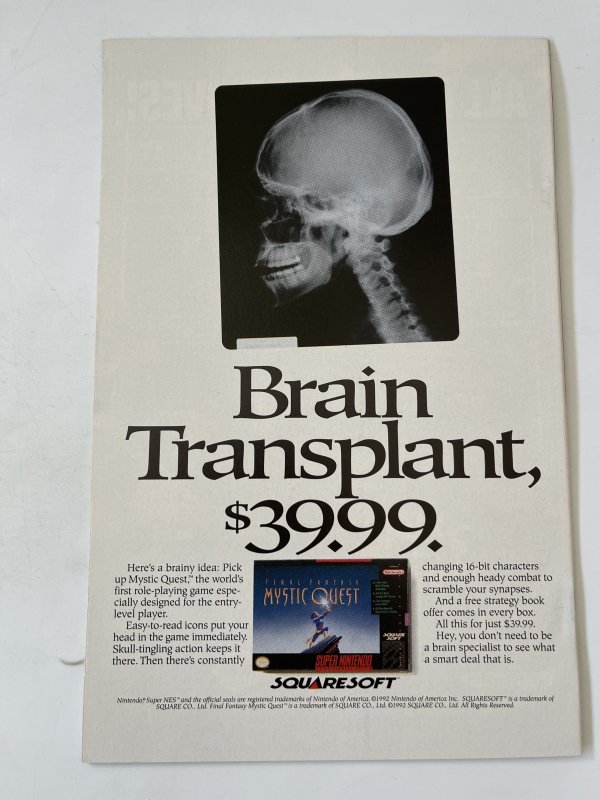 Brain
Transplant,
$39.99.
Here's a brainy idea: Pick
up Mystic Quest,™ the world's
first role-playing game espe-
cially designed for the entry-
level player.
Easy-to-read icons put your
head in the game immediately.
Skull-tingling action keeps it
there. Then there's constantly
FINAL FANTASY
MYSTIC QUEST
Nintendo
SQUARE
SOFT
SUPER NINTENDO
changing 16-bit characters
and enough heady combat to
scramble your synapses.
And a free strategy book
offer comes in every box.
All this for just $39.99.
Hey, you don't need to be
a brain specialist to see what
a smart deal that is.
SQUARESOFT™
Nintendo® Super NES™ and the official seals are registered trademarks of Nintendo of America. ©1992 Nintendo of America Inc. SQUARESOFT™ is a trademark of
SQUARE CO., Ltd. Final Fantasy Mystic Quest™ is a trademark of SQUARE CO., Ltd. ©1992 SQUARE CO., Ltd. All Rights Reserved.